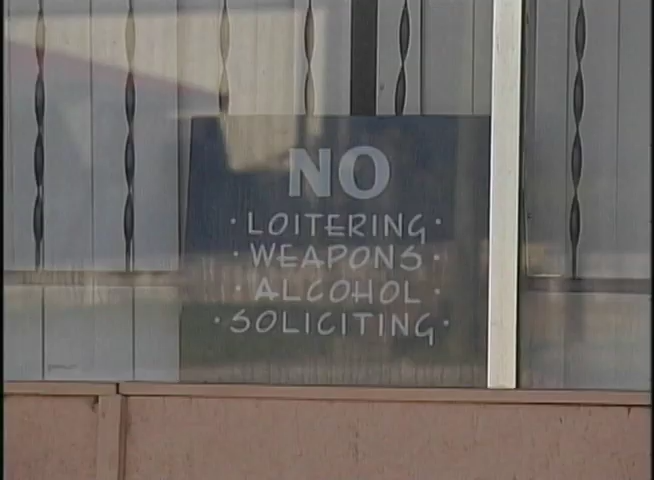 NO
· LOITERING ·
· WEAPONS ·
· ALCOHOL ·
· SOLICITING ·